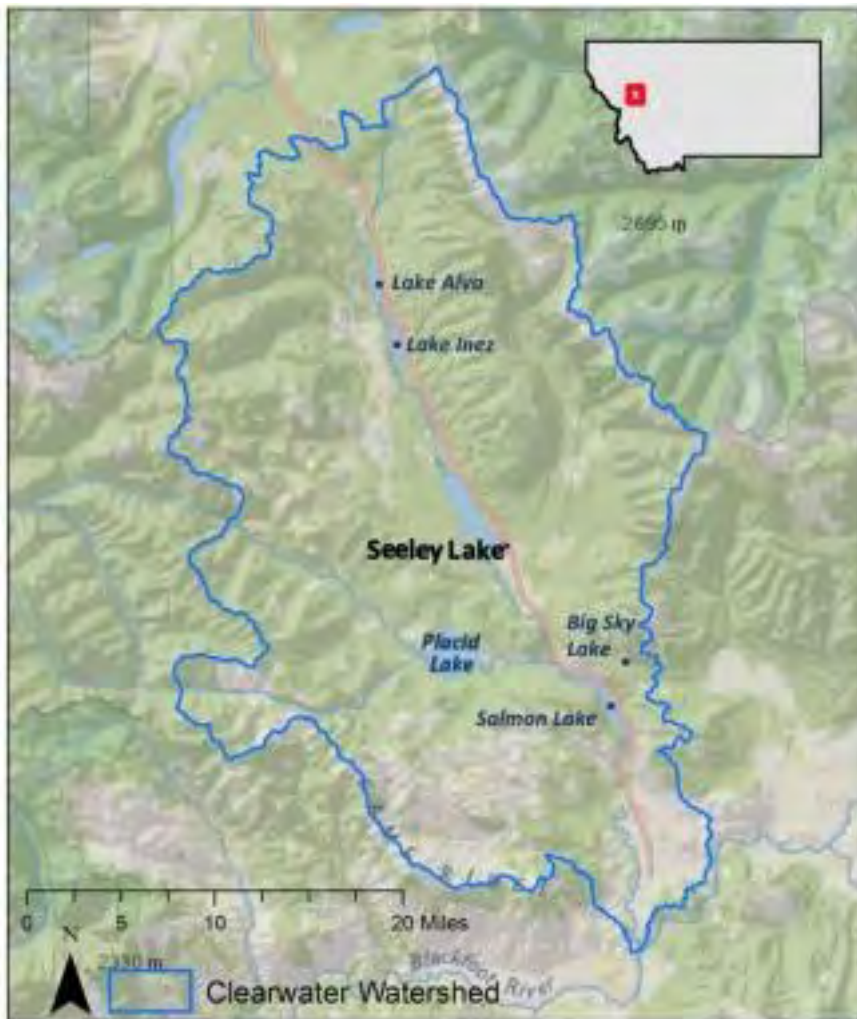 x
2695 m
Lake Alva
Lake Inez
Seeley Lake
Big Sky
Lake
Placid
Lake
Salmon Lake
0 5 10 20 Miles
N
2330 m
Blackfoot River
Clearwater Watershed